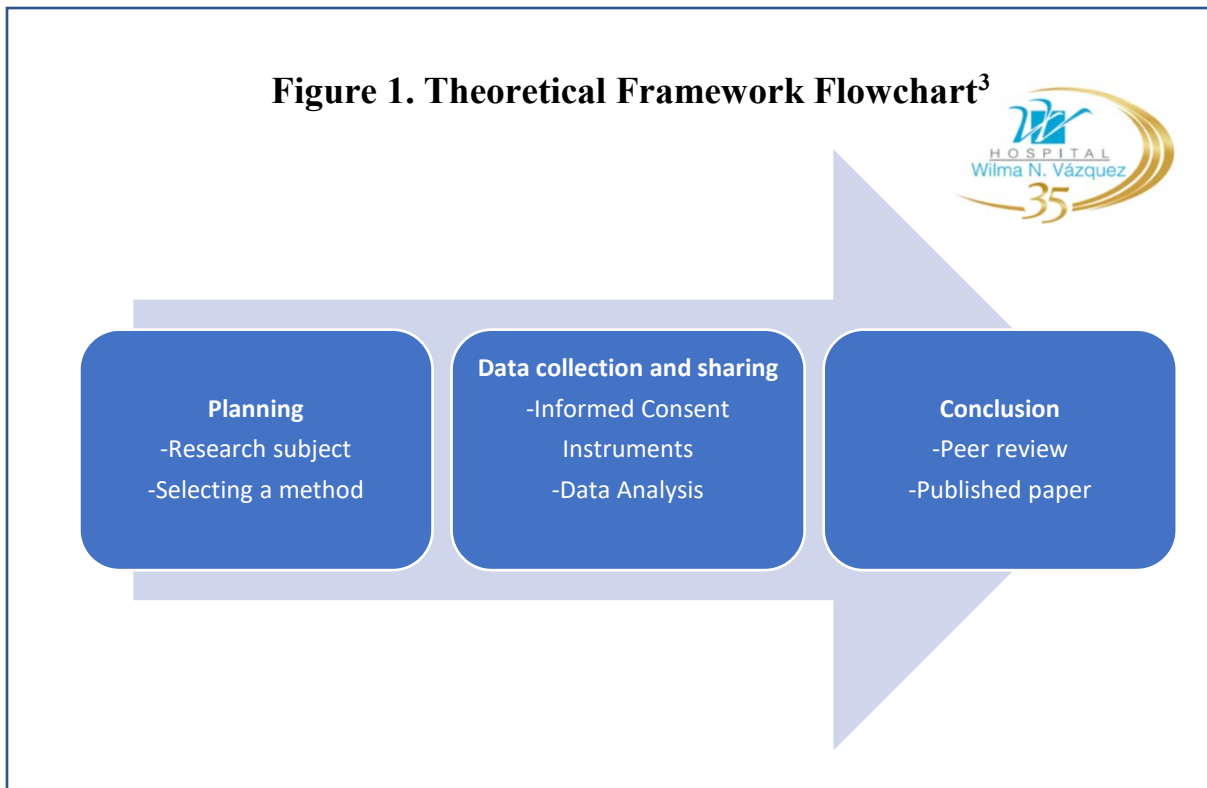 Figure 1. Theoretical Framework Flowchart³
HOSPITAL
Wilma N. Vázquez
35
Planning
-Research subject
-Selecting a method
Data collection and sharing
-Informed Consent
Instruments
-Data Analysis
Conclusion
-Peer review
-Published paper